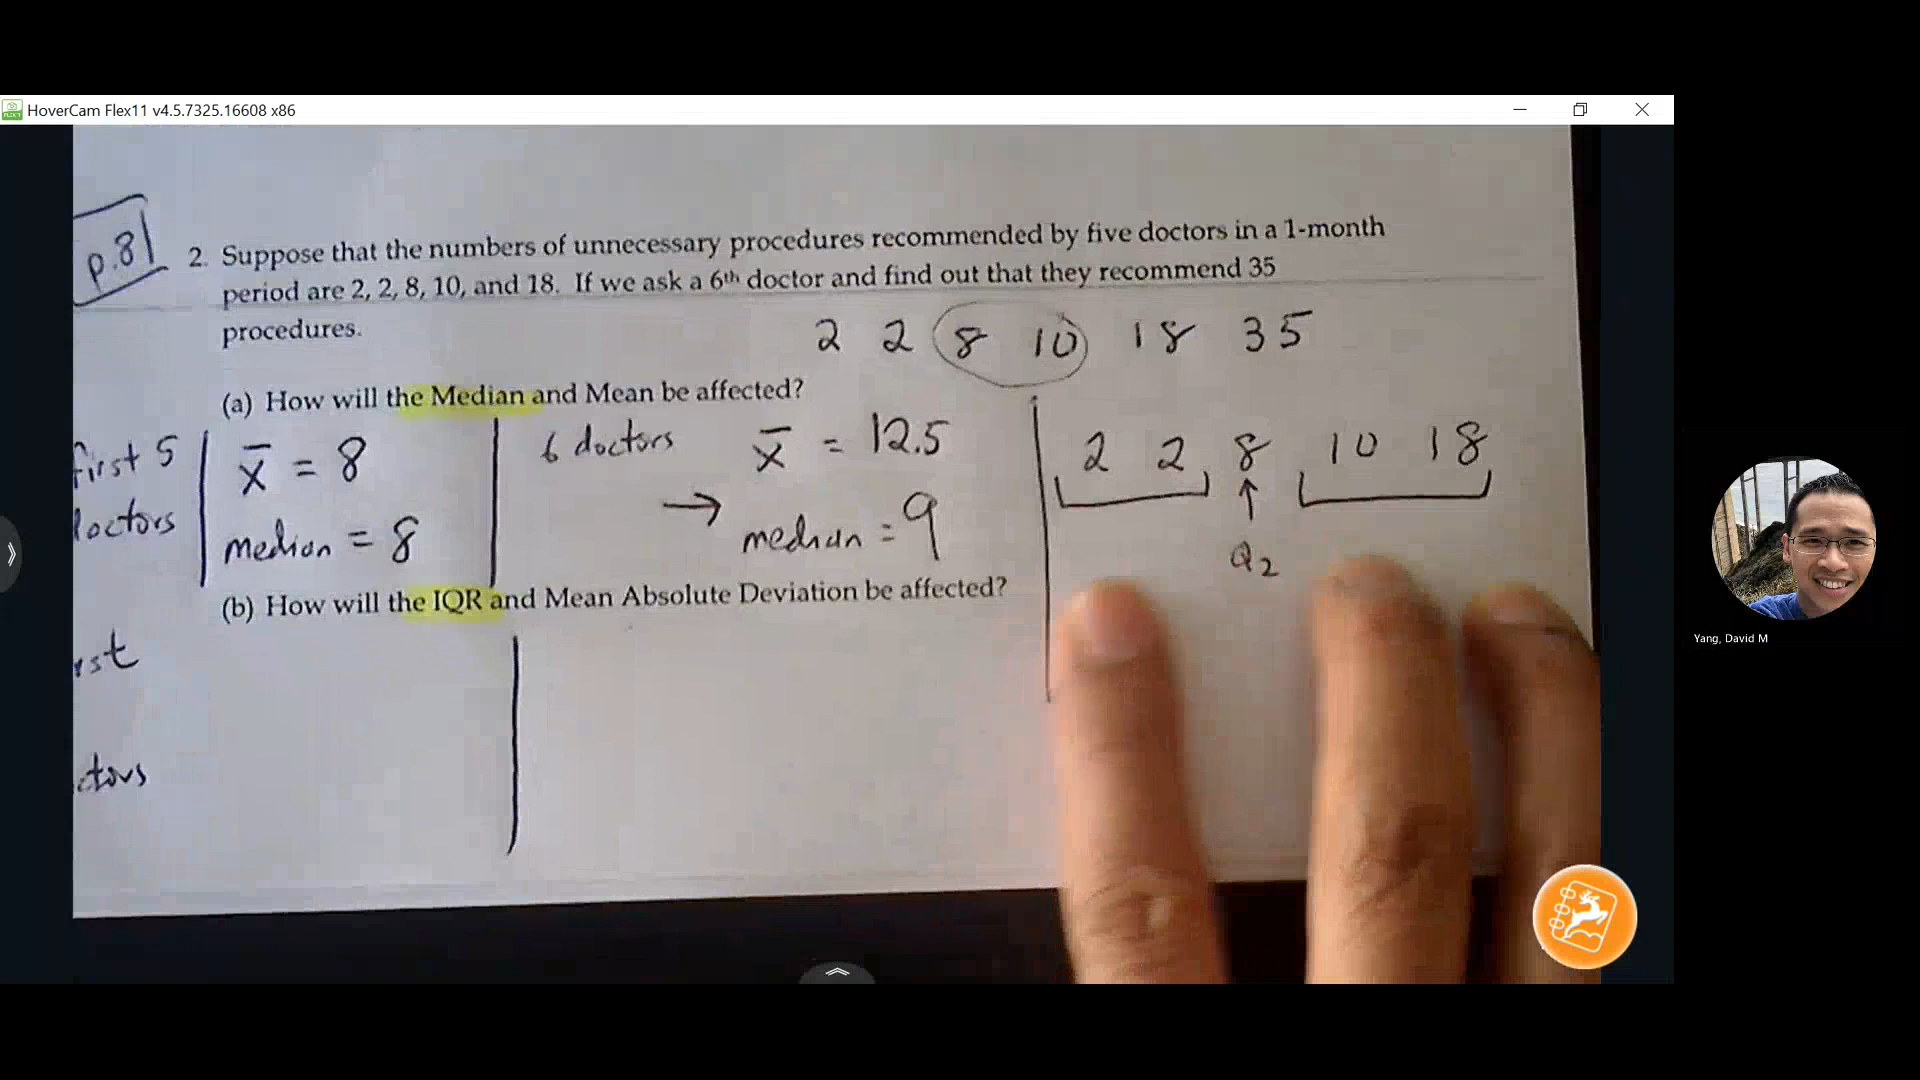 HoverCam Flex11 v4.5.7325.16608 x86
p.81
2. Suppose that the numbers of unnecessary procedures recommended by five doctors in a 1-month
period are 2, 2, 8, 10, and 18. If we ask a 6th doctor and find out that they recommend 35
procedures.
2 2 8 10 18 35
(a) How will the Median and Mean be affected?
first 5
doctors
x̄ = 8
median = 8
6 doctors x̄ = 12.5
→ median = 9
2 2 8 10 18
↑
Q2
(b) How will the IQR and Mean Absolute Deviation be affected?
rst
ctors
Yang, David M